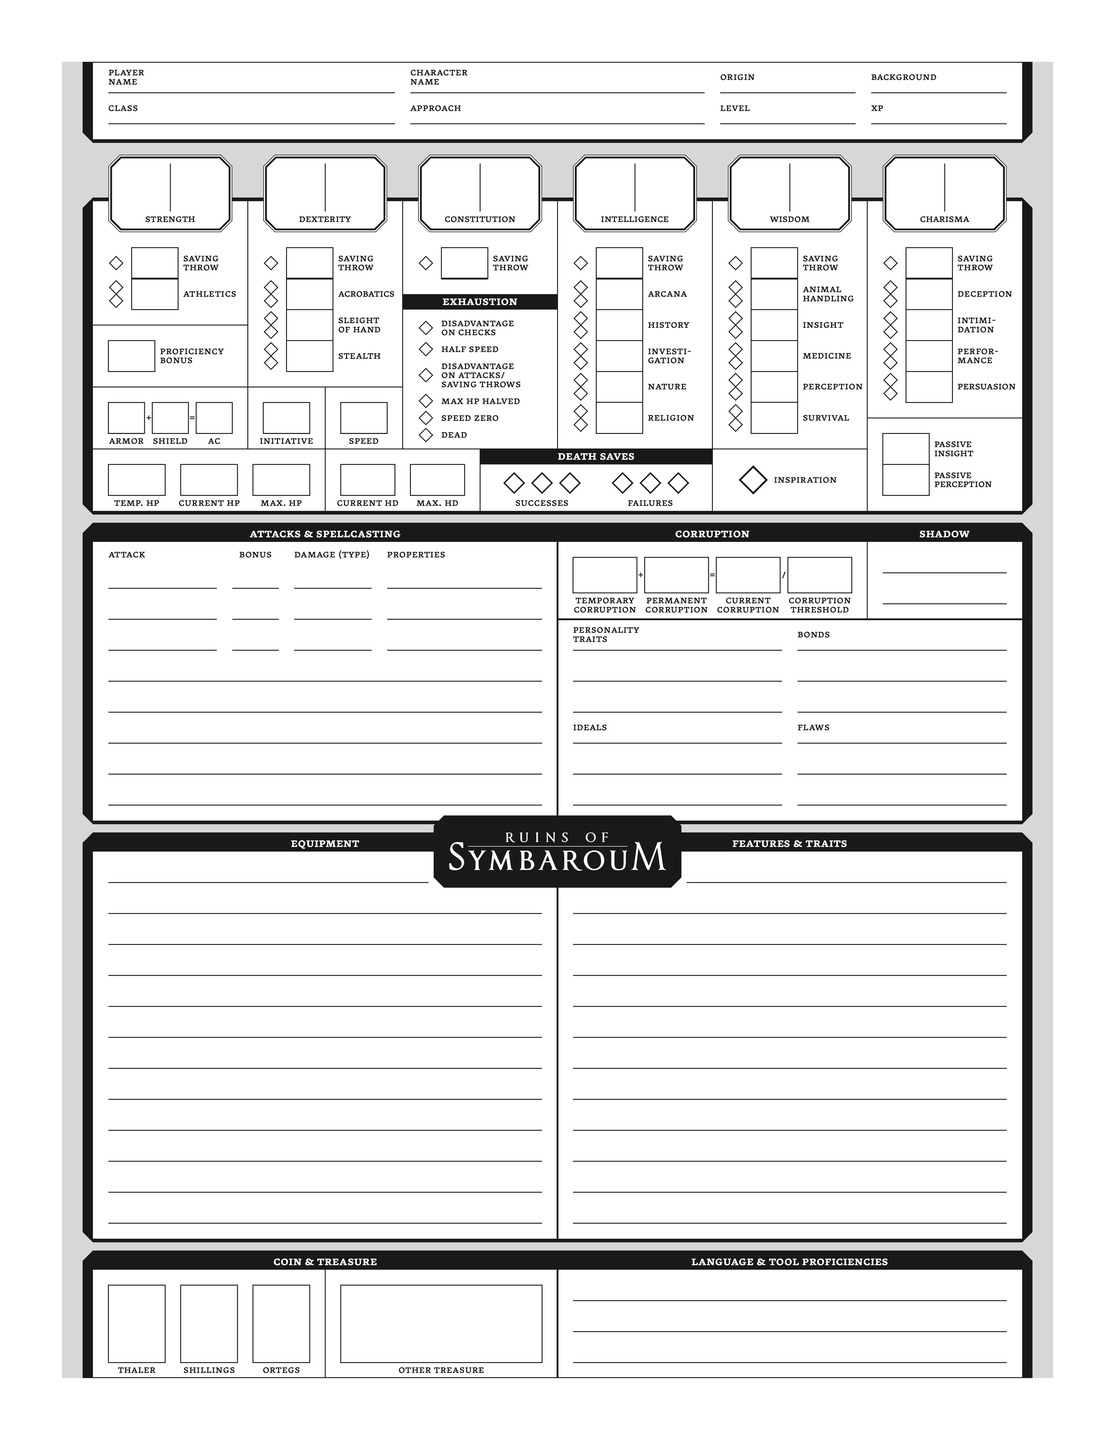 PLAYER NAME CHARACTER NAME ORIGIN BACKGROUND
CLASS APPROACH LEVEL XP
STRENGTH DEXTERITY CONSTITUTION INTELLIGENCE WISDOM CHARISMA
SAVING THROW
ATHLETICS
PROFICIENCY BONUS
ARMOR + SHIELD = AC
SAVING THROW
ACROBATICS
SLEIGHT OF HAND
STEALTH
INITIATIVE SPEED
SAVING THROW
EXHAUSTION
DISADVANTAGE
ON CHECKS
HALF SPEED
DISADVANTAGE
ON ATTACKS/
SAVING THROWS
MAX HP HALVED
SPEED ZERO
DEAD
SAVING THROW
ARCANA
HISTORY
INVESTI-
GATION
NATURE
RELIGION
SAVING THROW
ANIMAL
HANDLING
INSIGHT
MEDICINE
PERCEPTION
SURVIVAL
SAVING THROW
DECEPTION
INTIMI-
DATION
PERFOR-
MANCE
PERSUASION
PASSIVE
INSIGHT
PASSIVE
PERCEPTION
TEMP. HP CURRENT HP MAX. HP CURRENT HD MAX. HD
DEATH SAVES
SUCCESSES FAILURES
INSPIRATION
ATTACKS & SPELLCASTING
ATTACK BONUS DAMAGE (TYPE) PROPERTIES
CORRUPTION SHADOW
+ = /
TEMPORARY CORRUPTION PERMANENT CORRUPTION CURRENT CORRUPTION CORRUPTION THRESHOLD
PERSONALITY TRAITS BONDS
IDEALS FLAWS
RUINS OF
SYMBAROUM
EQUIPMENT FEATURES & TRAITS
COIN & TREASURE LANGUAGE & TOOL PROFICIENCIES
THALER SHILLINGS ORTEGS OTHER TREASURE